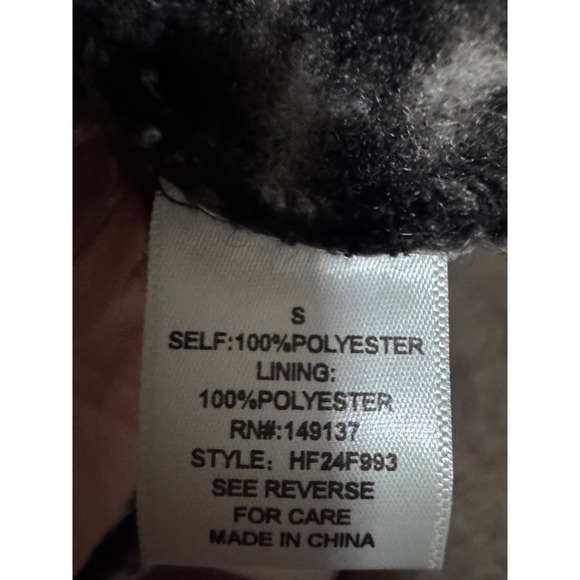 S
SELF:100%POLYESTER
LINING:
100%POLYESTER
RN#:149137
STYLE: HF24F993
SEE REVERSE
FOR CARE
MADE IN CHINA